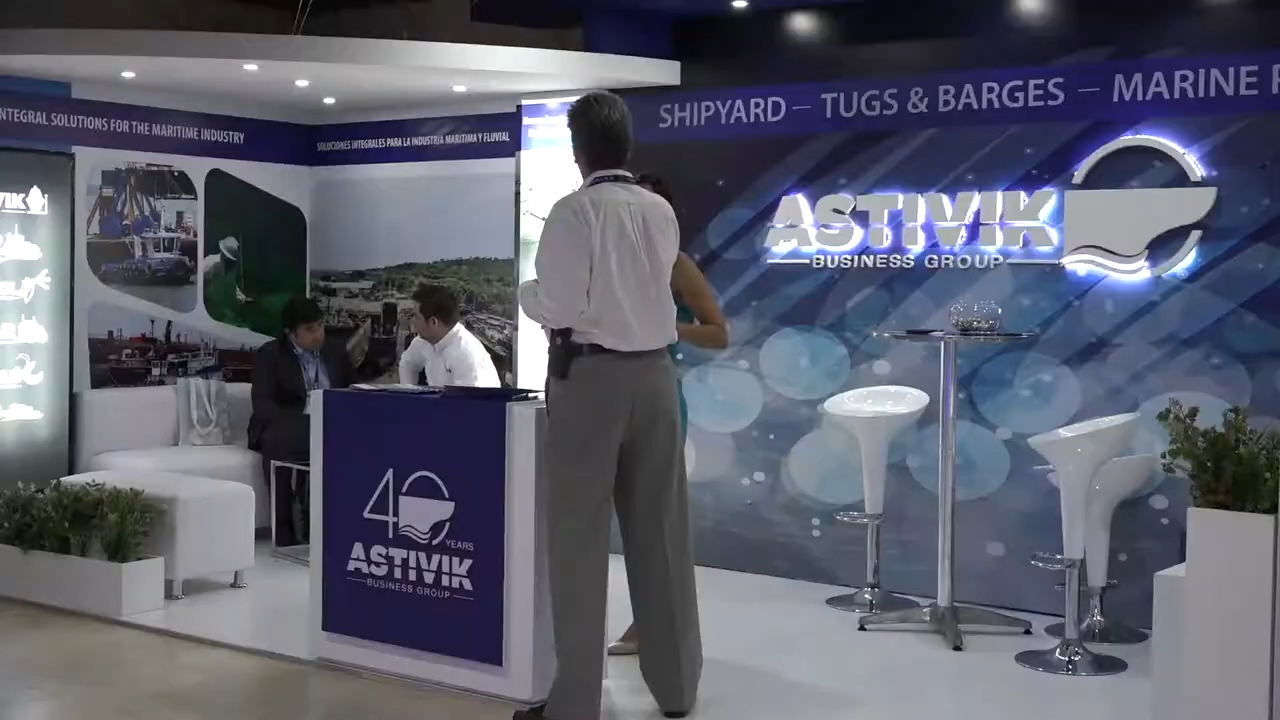 INTEGRAL SOLUTIONS FOR THE MARITIME INDUSTRY
SOLUCIONES INTEGRALES PARA LA INDUSTRIA MARITIMA Y FLUVIAL
SHIPYARD – TUGS & BARGES – MARINE
ASTIVIK
BUSINESS GROUP
VIK
40
YEARS
ASTIVIK
BUSINESS GROUP